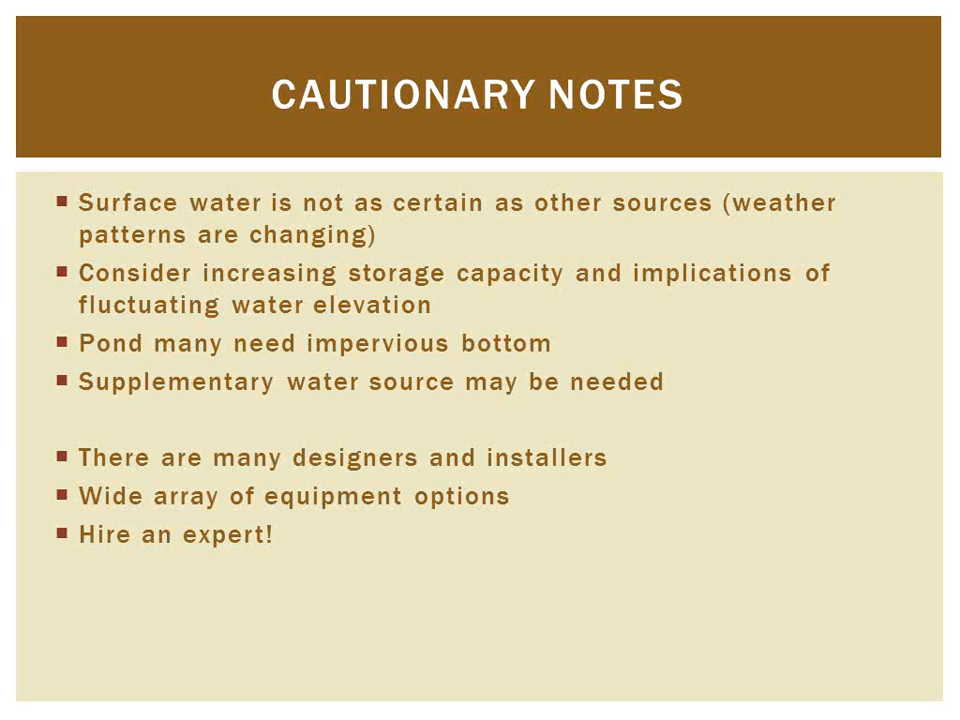 CAUTIONARY NOTES
▪ Surface water is not as certain as other sources (weather
patterns are changing)
▪ Consider increasing storage capacity and implications of
fluctuating water elevation
▪ Pond many need impervious bottom
▪ Supplementary water source may be needed
▪ There are many designers and installers
▪ Wide array of equipment options
▪ Hire an expert!